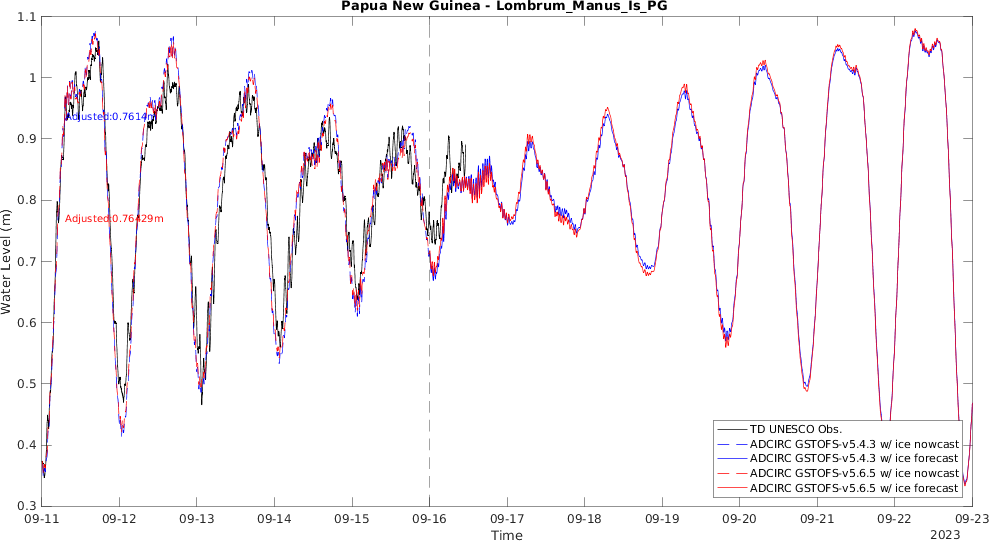 Papua New Guinea - Lombrum_Manus_Is_PG
1.1
1
0.9
0.8
0.7
0.6
0.5
0.4
0.3
Water Level (m)
Adjusted:0.7614m
Adjusted:0.76429m
TD UNESCO Obs.
ADCIRC GSTOFS-v5.4.3 w/ ice nowcast
ADCIRC GSTOFS-v5.4.3 w/ ice forecast
ADCIRC GSTOFS-v5.6.5 w/ ice nowcast
ADCIRC GSTOFS-v5.6.5 w/ ice forecast
09-11 09-12 09-13 09-14 09-15 09-16 09-17 09-18 09-19 09-20 09-21 09-22 09-23
Time
2023